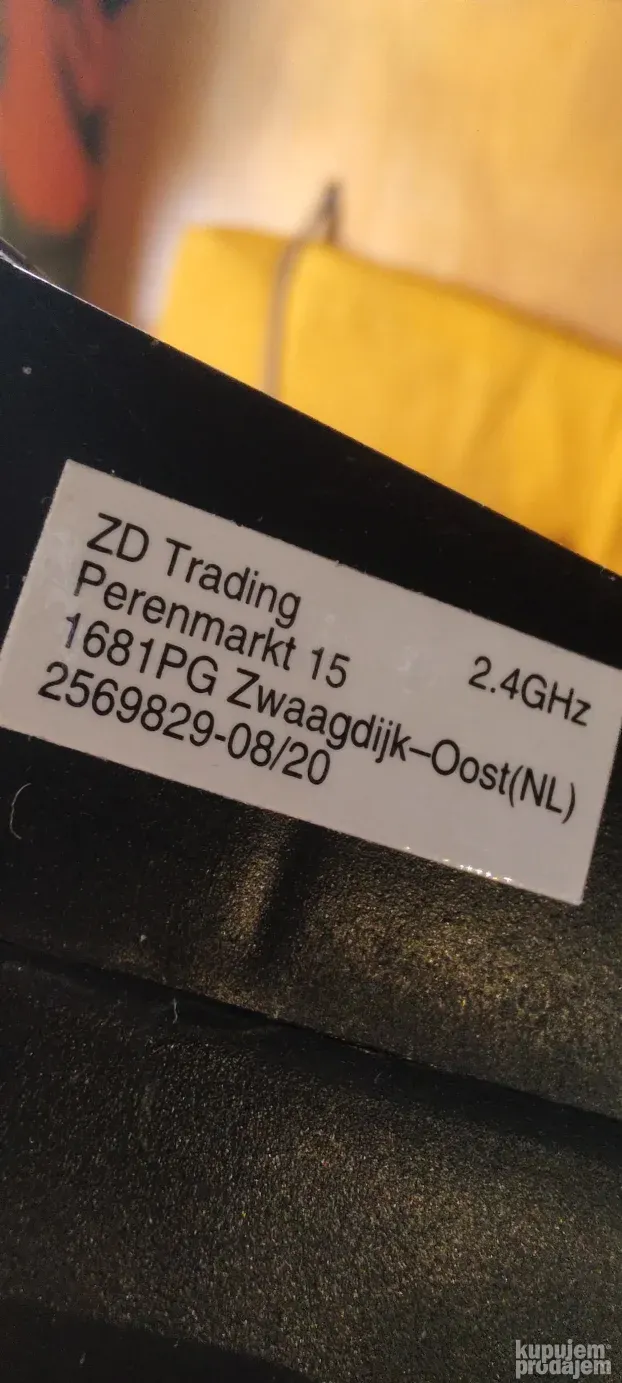 ZD Trading
Perenmarkt 15 2.4GHz
1681PG Zwaagdijk–Oost(NL)
2569829-08/20
kupujem
prodajem